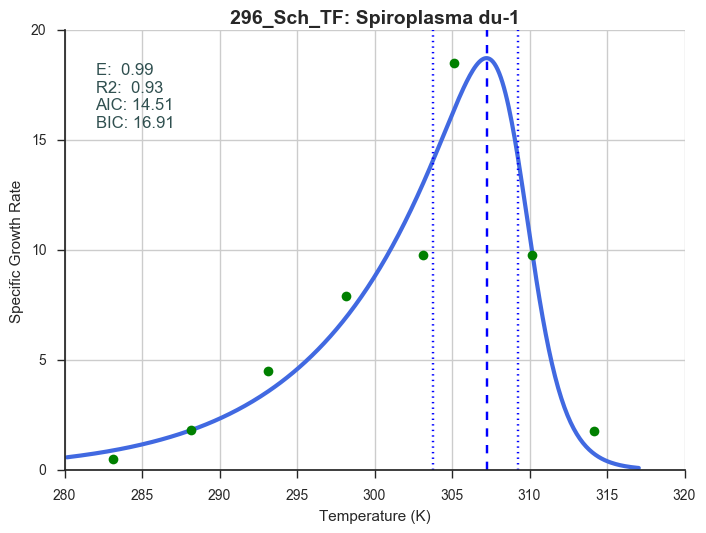 296_Sch_TF: Spiroplasma du-1
20
E: 0.99
R2: 0.93
AIC: 14.51
BIC: 16.91
15
Specific Growth Rate
10
5
0
280 285 290 295 300 305 310 315 320
Temperature (K)